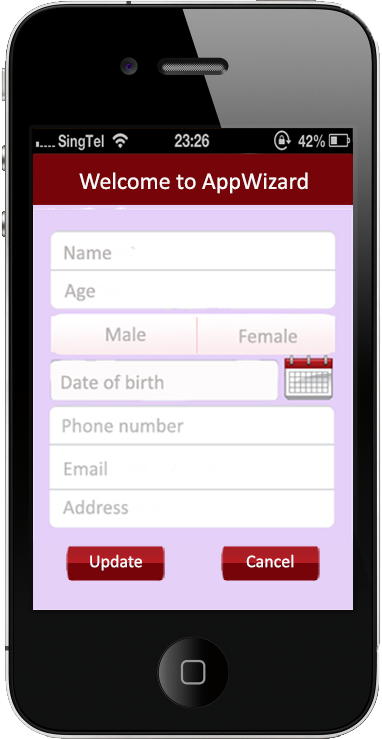 SingTel 23:26 42%
Welcome to AppWizard
Name
Age
Male Female
Date of birth
Phone number
Email
Address
Update Cancel